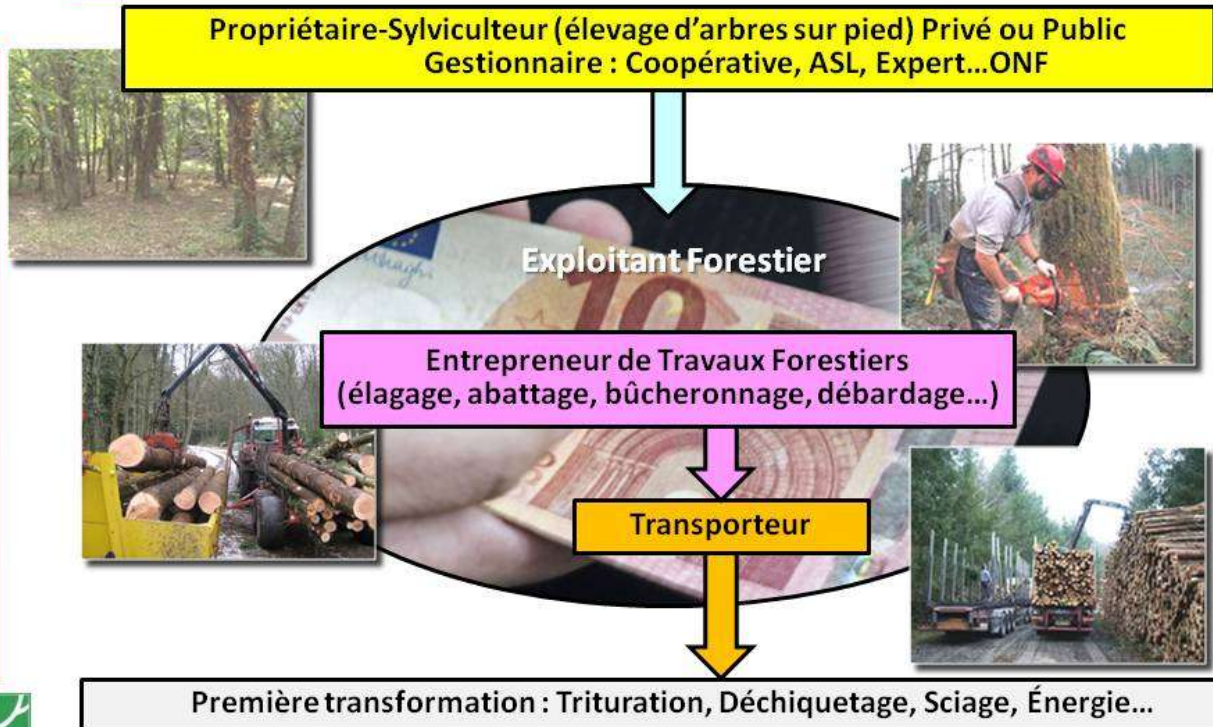 Propriétaire-Sylviculteur (élevage d'arbres sur pied) Privé ou Public
Gestionnaire : Coopérative, ASL, Expert...ONF
Exploitant Forestier
10
Entrepreneur de Travaux Forestiers
(élagage, abattage, bûcheronnage, débardage...)
Transporteur
Première transformation : Trituration, Déchiquetage, Sciage, Énergie...